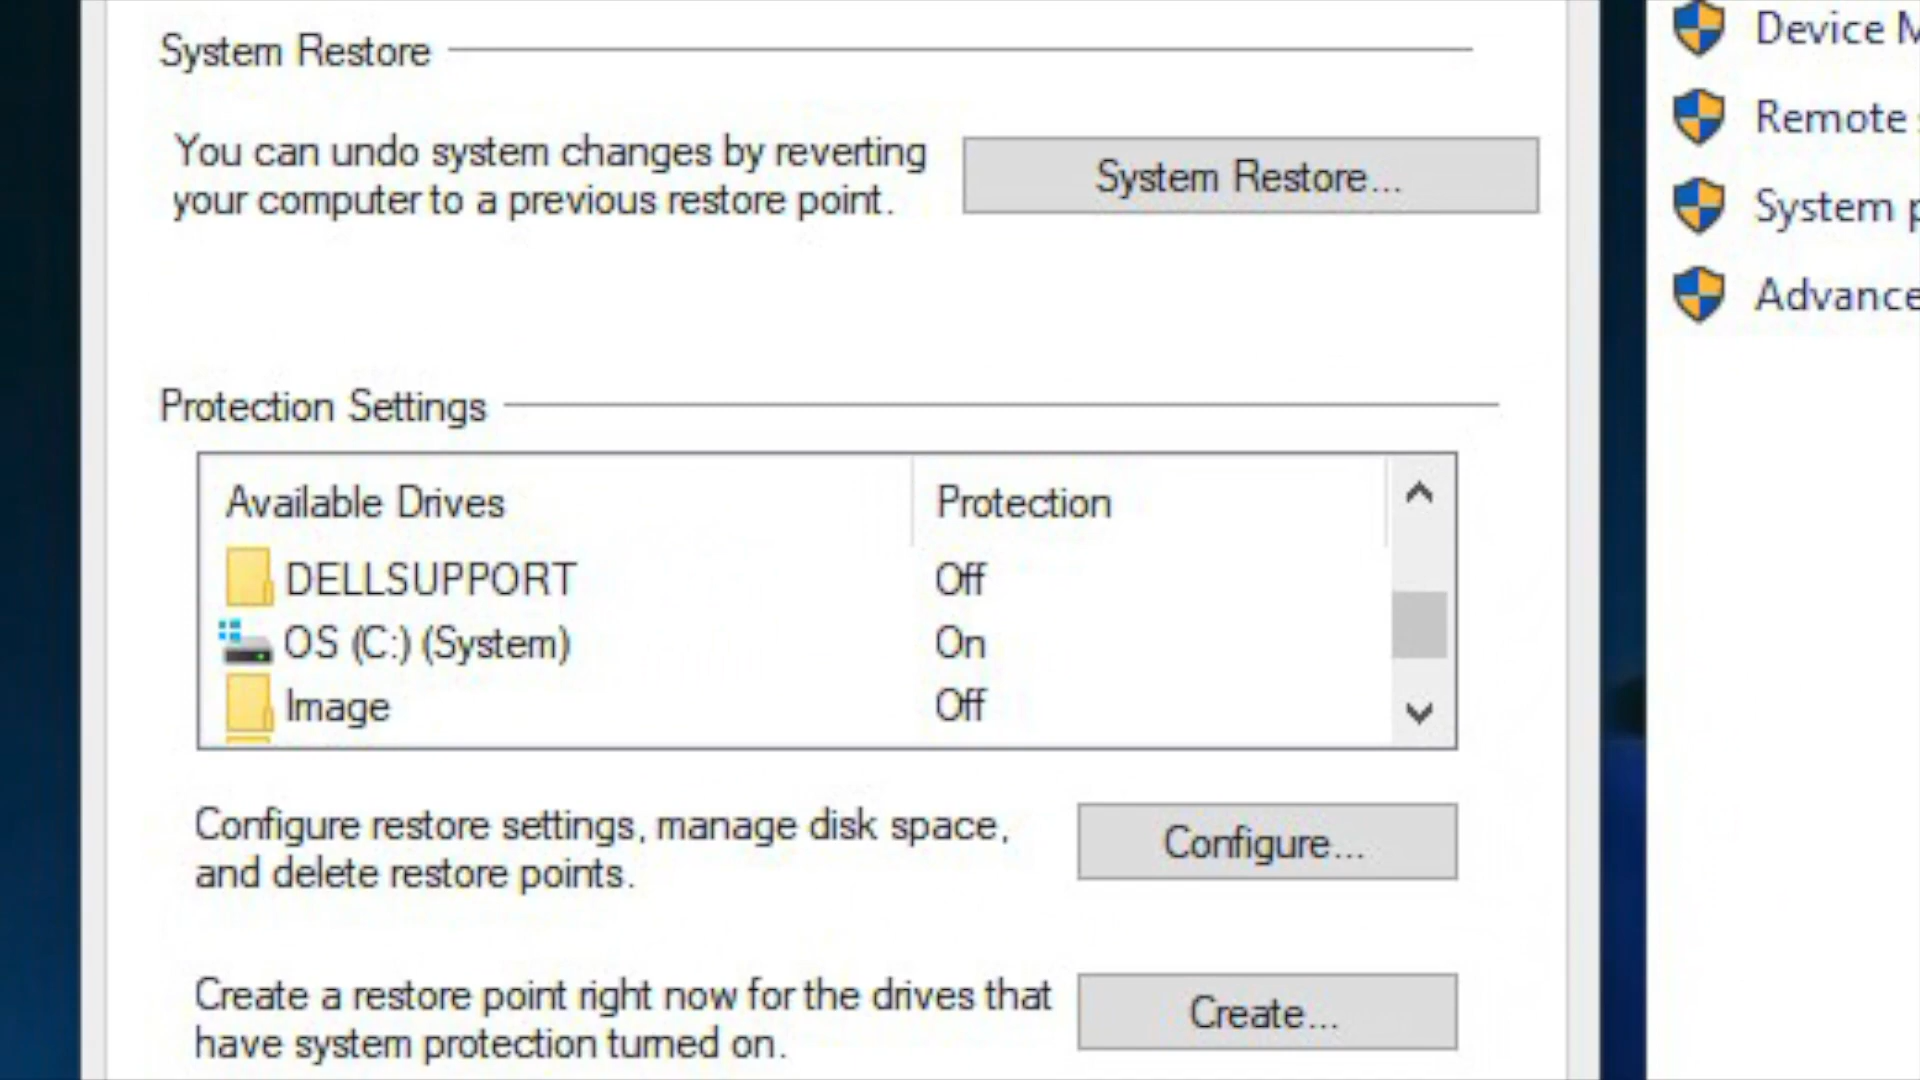 System Restore
You can undo system changes by reverting
your computer to a previous restore point.
System Restore...
Protection Settings
Available Drives Protection
DELLSUPPORT Off
OS (C:) (System) On
Image Off
Configure restore settings, manage disk space,
and delete restore points.
Configure...
Create a restore point right now for the drives that
have system protection turned on.
Create...
Device M
Remote
System p
Advance